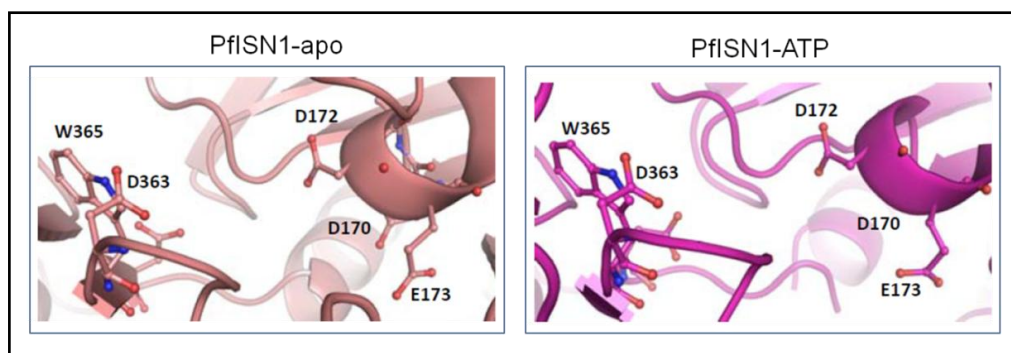 PfISN1-apo
PfISN1-ATP
W365
D363
D172
D170
E173
W365
D363
D172
D170
E173